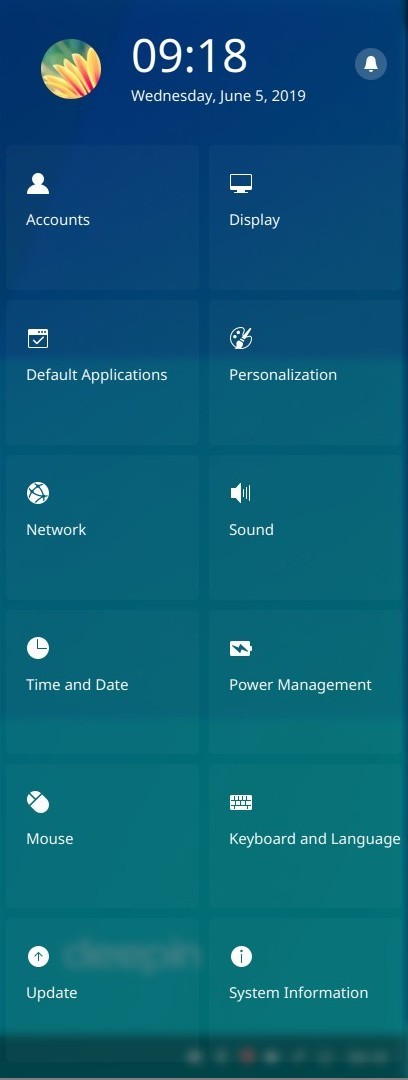 09:18
Wednesday, June 5, 2019
Accounts
Display
Default Applications
Personalization
Network
Sound
Time and Date
Power Management
Mouse
Keyboard and Language
deepin
Update
System Information